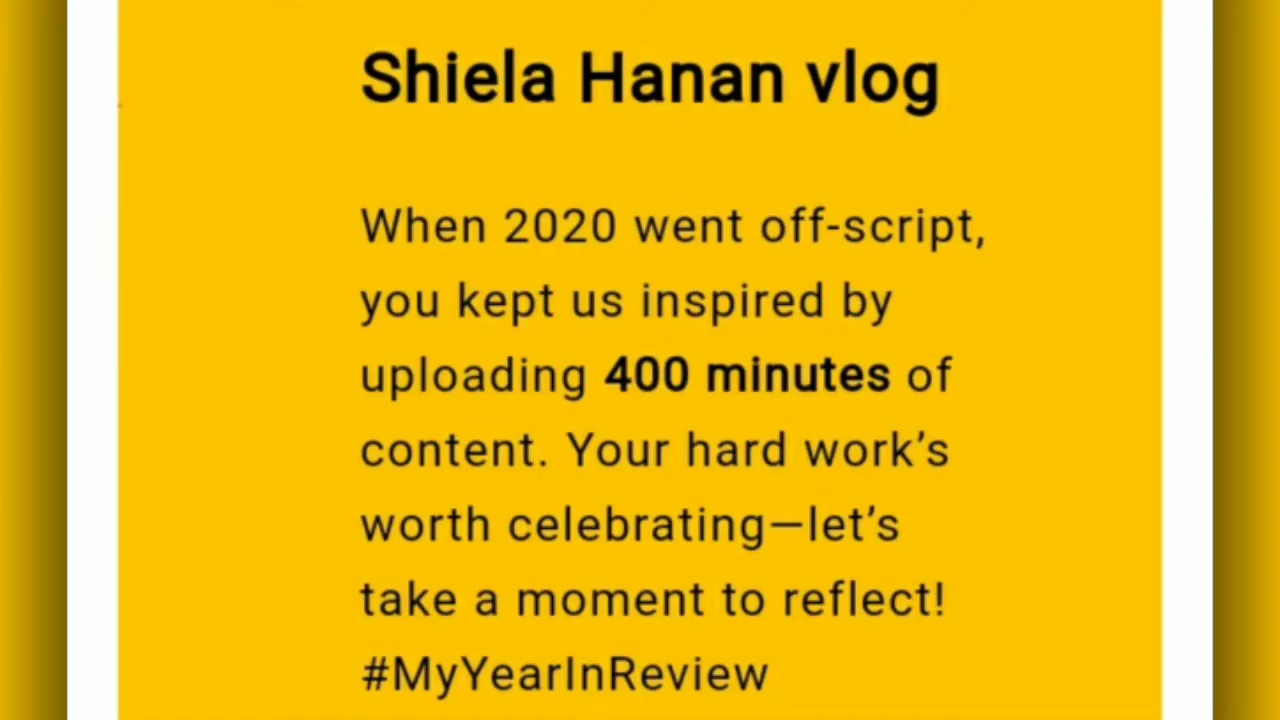 Shiela Hanan vlog
When 2020 went off-script,
you kept us inspired by
uploading 400 minutes of
content. Your hard work’s
worth celebrating—let’s
take a moment to reflect!
#MyYearInReview